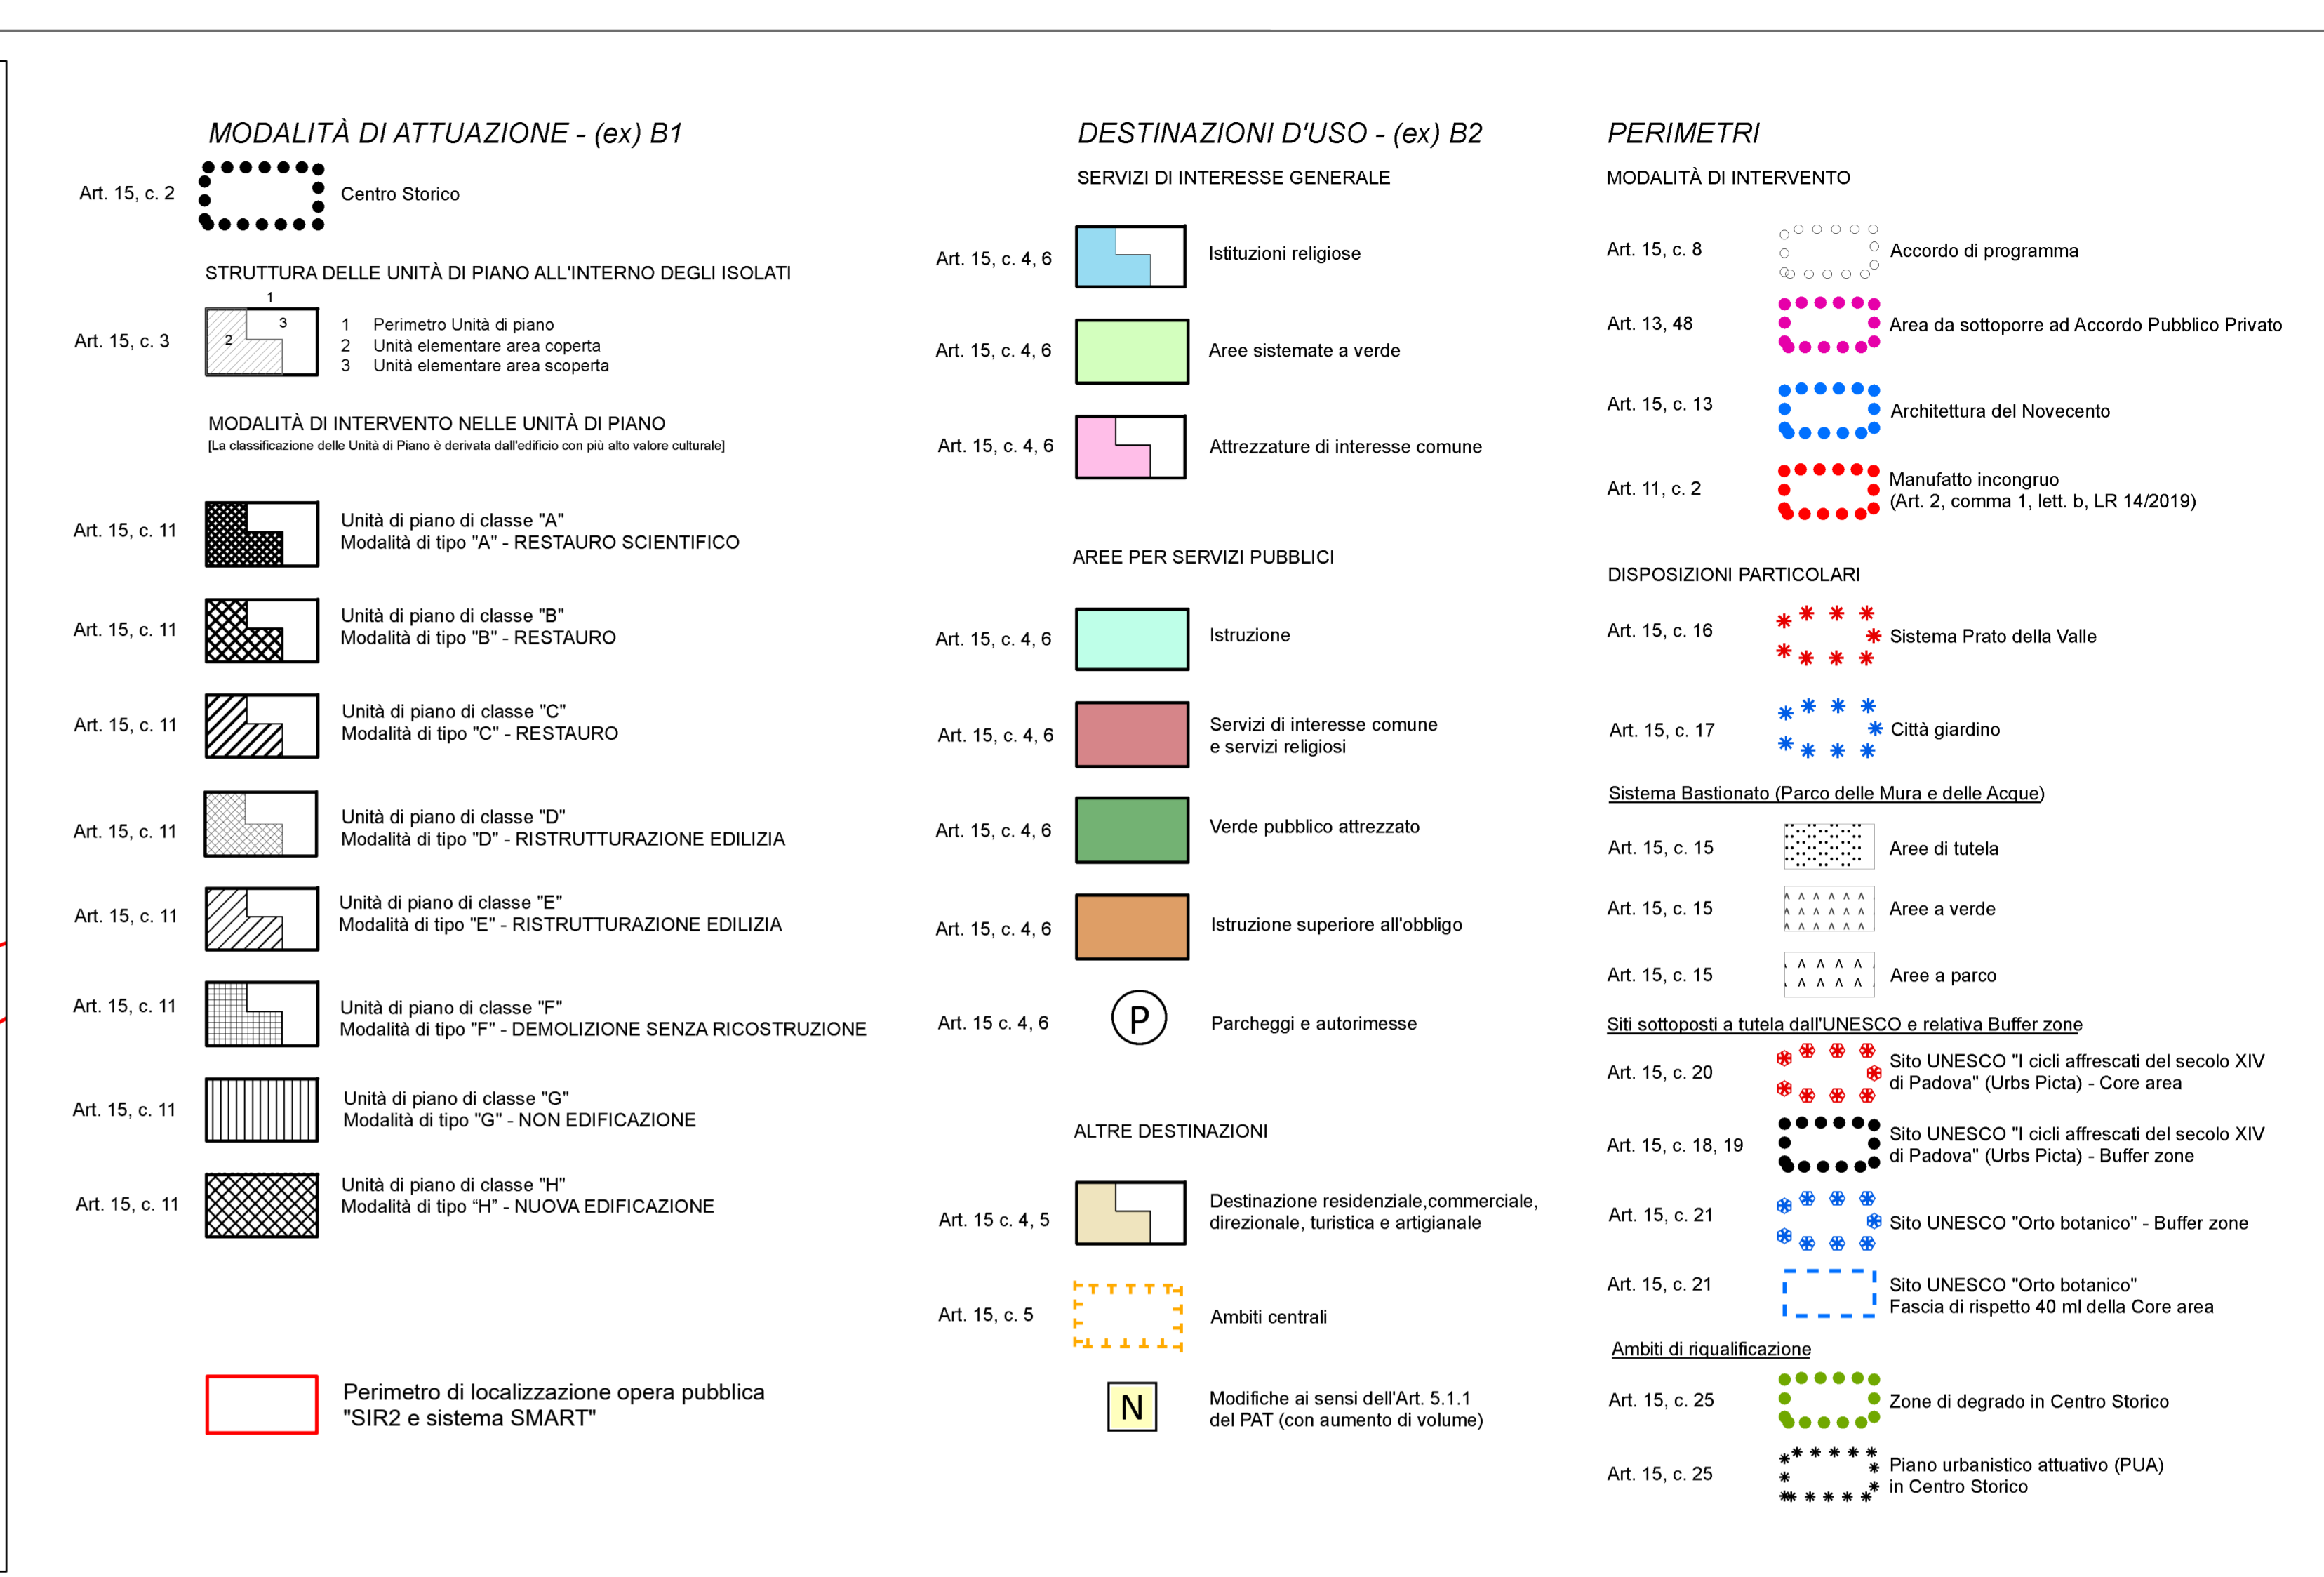 MODALITÀ DI ATTUAZIONE - (ex) B1
Art. 15, c. 2
Centro Storico
STRUTTURA DELLE UNITÀ DI PIANO ALL'INTERNO DEGLI ISOLATI
Art. 15, c. 3
1
2
3
1 Perimetro Unità di piano
2 Unità elementare area coperta
3 Unità elementare area scoperta
MODALITÀ DI INTERVENTO NELLE UNITÀ DI PIANO
[La classificazione delle Unità di Piano è derivata dall'edificio con più alto valore culturale]
Art. 15, c. 11
Unità di piano di classe "A"
Modalità di tipo "A" - RESTAURO SCIENTIFICO
Art. 15, c. 11
Unità di piano di classe "B"
Modalità di tipo "B" - RESTAURO
Art. 15, c. 11
Unità di piano di classe "C"
Modalità di tipo "C" - RESTAURO
Art. 15, c. 11
Unità di piano di classe "D"
Modalità di tipo "D" - RISTRUTTURAZIONE EDILIZIA
Art. 15, c. 11
Unità di piano di classe "E"
Modalità di tipo "E" - RISTRUTTURAZIONE EDILIZIA
Art. 15, c. 11
Unità di piano di classe "F"
Modalità di tipo "F" - DEMOLIZIONE SENZA RICOSTRUZIONE
Art. 15, c. 11
Unità di piano di classe "G"
Modalità di tipo "G" - NON EDIFICAZIONE
Art. 15, c. 11
Unità di piano di classe "H"
Modalità di tipo “H” - NUOVA EDIFICAZIONE
Perimetro di localizzazione opera pubblica
"SIR2 e sistema SMART"
DESTINAZIONI D'USO - (ex) B2
SERVIZI DI INTERESSE GENERALE
Art. 15, c. 4, 6
Istituzioni religiose
Art. 15, c. 4, 6
Aree sistemate a verde
Art. 15, c. 4, 6
Attrezzature di interesse comune
AREE PER SERVIZI PUBBLICI
Art. 15, c. 4, 6
Istruzione
Art. 15, c. 4, 6
Servizi di interesse comune
e servizi religiosi
Art. 15, c. 4, 6
Verde pubblico attrezzato
Art. 15, c. 4, 6
Istruzione superiore all'obbligo
Art. 15 c. 4, 6
P
Parcheggi e autorimesse
ALTRE DESTINAZIONI
Art. 15 c. 4, 5
Destinazione residenziale,commerciale,
direzionale, turistica e artigianale
Art. 15, c. 5
Ambiti centrali
N
Modifiche ai sensi dell'Art. 5.1.1
del PAT (con aumento di volume)
PERIMETRI
MODALITÀ DI INTERVENTO
Art. 15, c. 8
Accordo di programma
Art. 13, 48
Area da sottoporre ad Accordo Pubblico Privato
Art. 15, c. 13
Architettura del Novecento
Art. 11, c. 2
Manufatto incongruo
(Art. 2, comma 1, lett. b, LR 14/2019)
DISPOSIZIONI PARTICOLARI
Art. 15, c. 16
Sistema Prato della Valle
Art. 15, c. 17
Città giardino
Sistema Bastionato (Parco delle Mura e delle Acque)
Art. 15, c. 15
Aree di tutela
Art. 15, c. 15
Aree a verde
Art. 15, c. 15
Aree a parco
Siti sottoposti a tutela dall'UNESCO e relativa Buffer zone
Art. 15, c. 20
Sito UNESCO "I cicli affrescati del secolo XIV
di Padova" (Urbs Picta) - Core area
Art. 15, c. 18, 19
Sito UNESCO "I cicli affrescati del secolo XIV
di Padova" (Urbs Picta) - Buffer zone
Art. 15, c. 21
Sito UNESCO "Orto botanico" - Buffer zone
Art. 15, c. 21
Sito UNESCO "Orto botanico"
Fascia di rispetto 40 ml della Core area
Ambiti di riqualificazione
Art. 15, c. 25
Zone di degrado in Centro Storico
Art. 15, c. 25
Piano urbanistico attuativo (PUA)
in Centro Storico